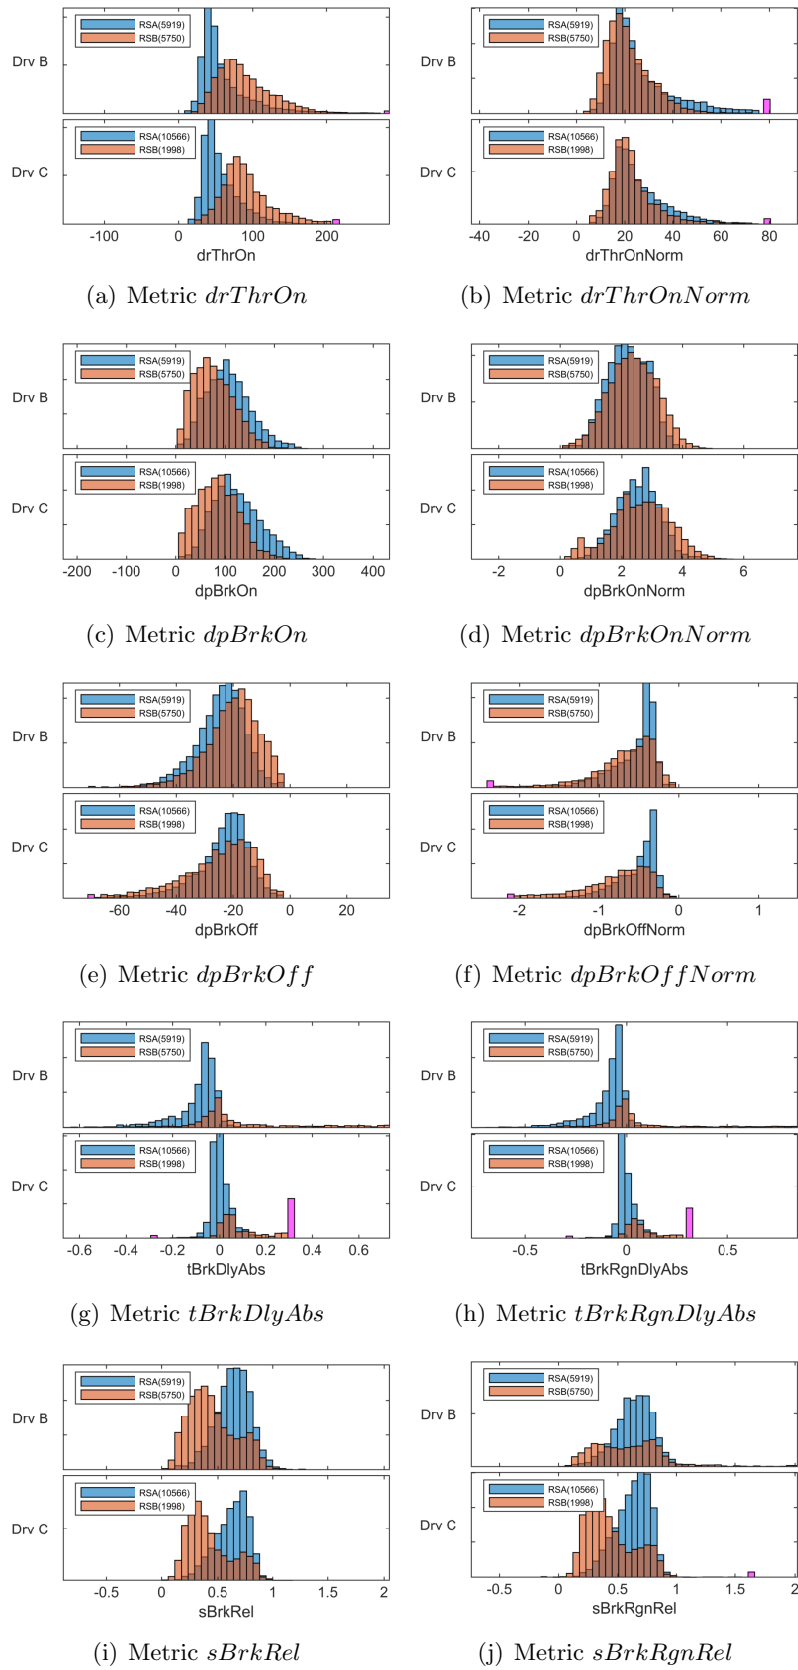 RSA(5919) RSA(5919)
RSB(5750) RSB(5750)
Drv B Drv B
RSA(10566) RSA(10566)
RSB(1998) RSB(1998)
Drv C Drv C
-100 0 100 200 -40 -20 0 20 40 60 80
drThrOn drThrOnNorm
(a) Metric drThrOn (b) Metric drThrOnNorm
RSA(5919) RSA(5919)
RSB(5750) RSB(5750)
Drv B Drv B
RSA(10566) RSA(10566)
RSB(1998) RSB(1998)
Drv C Drv C
-200 -100 0 100 200 300 400 -2 0 2 4 6
dpBrkOn dpBrkOnNorm
(c) Metric dpBrkOn (d) Metric dpBrkOnNorm
RSA(5919) RSA(5919)
RSB(5750) RSB(5750)
Drv B Drv B
RSA(10566) RSA(10566)
RSB(1998) RSB(1998)
Drv C Drv C
-60 -40 -20 0 20 -2 -1 0 1
dpBrkOff dpBrkOffNorm
(e) Metric dpBrkOff (f) Metric dpBrkOffNorm
RSA(5919) RSA(5919)
RSB(5750) RSB(5750)
Drv B Drv B
RSA(10566) RSA(10566)
RSB(1998) RSB(1998)
Drv C Drv C
-0.6 -0.4 -0.2 0 0.2 0.4 0.6 -0.5 0 0.5
tBrkDlyAbs tBrkRgnDlyAbs
(g) Metric tBrkDlyAbs (h) Metric tBrkRgnDlyAbs
RSA(5919) RSA(5919)
RSB(5750) RSB(5750)
Drv B Drv B
RSA(10566) RSA(10566)
RSB(1998) RSB(1998)
Drv C Drv C
-0.5 0 0.5 1 1.5 2 -0.5 0 0.5 1 1.5 2
sBrkRel sBrkRgnRel
(i) Metric sBrkRel (j) Metric sBrkRgnRel